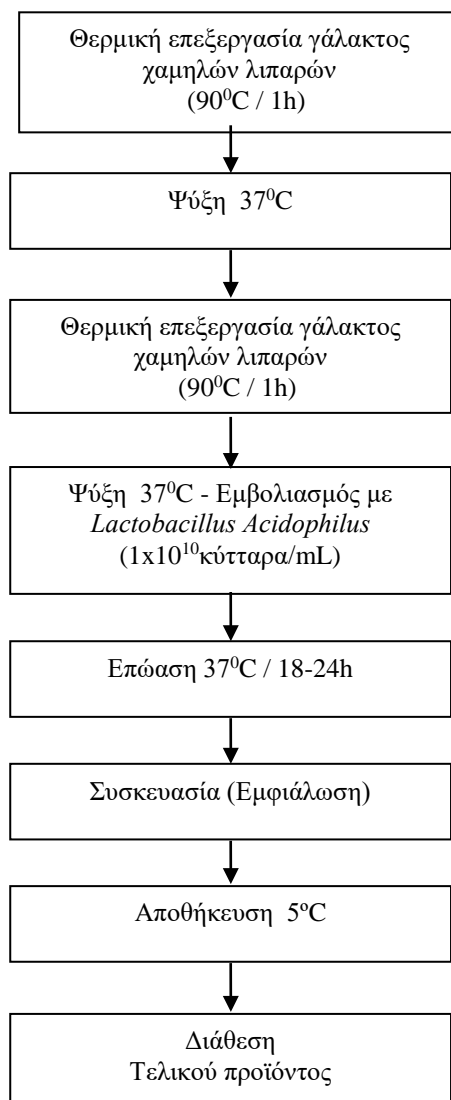 Θερμική επεξεργασία γάλακτος
χαμηλών λιπαρών
(90⁰C / 1h)
Ψύξη 37⁰C
Θερμική επεξεργασία γάλακτος
χαμηλών λιπαρών
(90⁰C / 1h)
Ψύξη 37⁰C - Εμβολιασμός με
Lactobacillus Acidophilus
(1x10¹⁰κύτταρα/mL)
Επώαση 37⁰C / 18-24h
Συσκευασία (Εμφιάλωση)
Αποθήκευση 5ºC
Διάθεση
Τελικού προϊόντος